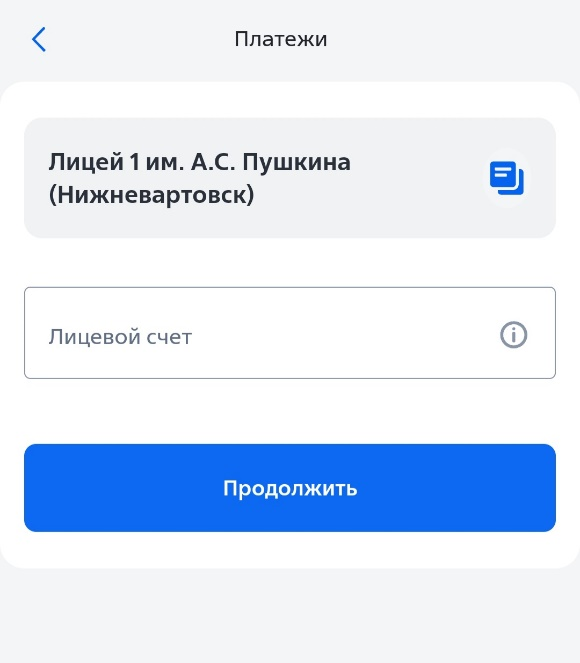 Платежи
Лицей 1 им. А.С. Пушкина
(Нижневартовск)
Лицевой счет
Продолжить